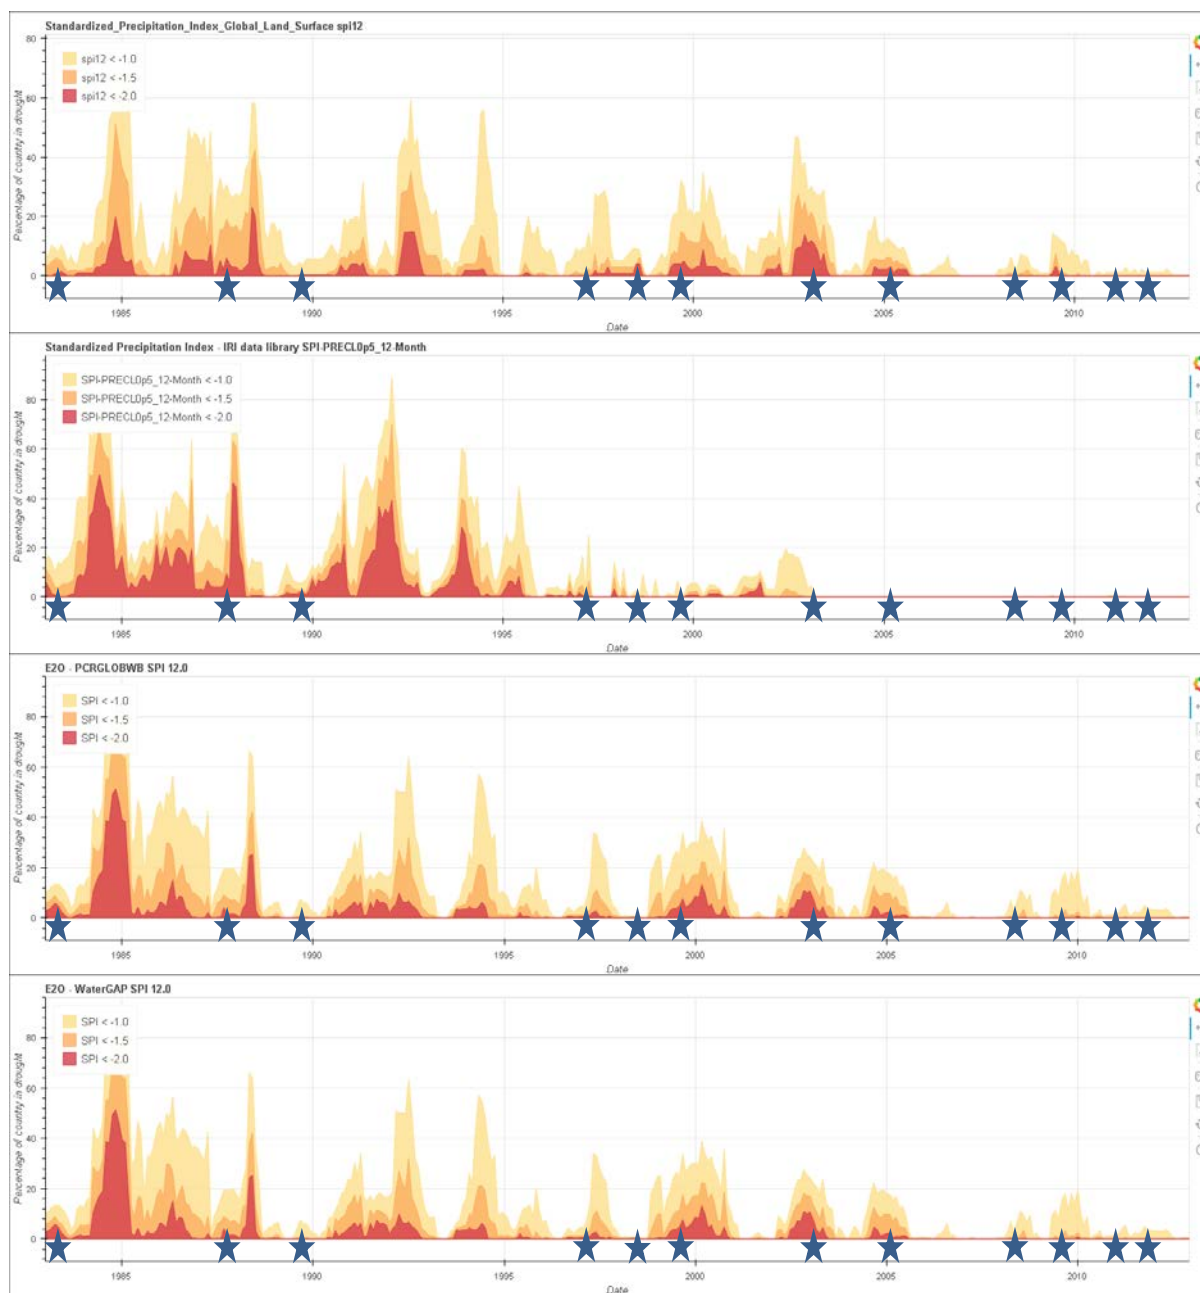 Standardized_Precipitation_Index_Global_Land_Surface spi12
Percentage of country in drought
80
60
40
20
0
spi12 < -1.0
spi12 < -1.5
spi12 < -2.0
1985 1990 1995 2000 2005 2010
Date
Standardized Precipitation Index - IRI data library SPI-PRECL0p5_12-Month
Percentage of country in drought
80
60
40
20
0
SPI-PRECL0p5_12-Month < -1.0
SPI-PRECL0p5_12-Month < -1.5
SPI-PRECL0p5_12-Month < -2.0
1985 1990 1995 2000 2005 2010
Date
E2O - PCRGLOBWB SPI 12.0
Percentage of country in drought
80
60
40
20
0
SPI < -1.0
SPI < -1.5
SPI < -2.0
1985 1990 1995 2000 2005 2010
Date
E2O - WaterGAP SPI 12.0
Percentage of country in drought
80
60
40
20
0
SPI < -1.0
SPI < -1.5
SPI < -2.0
1985 1990 1995 2000 2005 2010
Date